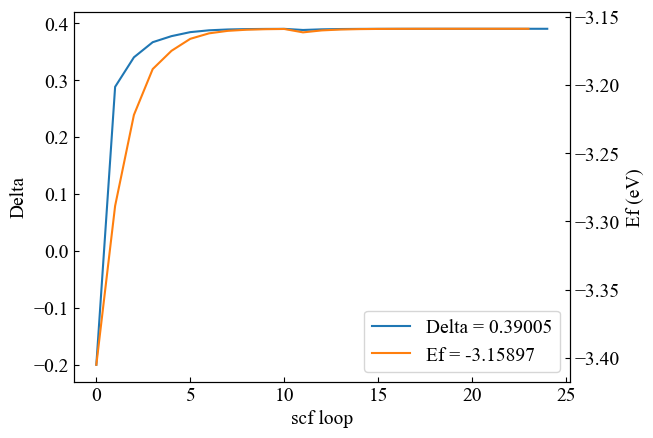 0.4
0.3
0.2
0.1
0.0
−0.1
−0.2
Delta
−3.15
−3.20
−3.25
−3.30
−3.35
−3.40
Ef (eV)
Delta = 0.39005
Ef = -3.15897
0 5 10 15 20 25
scf loop